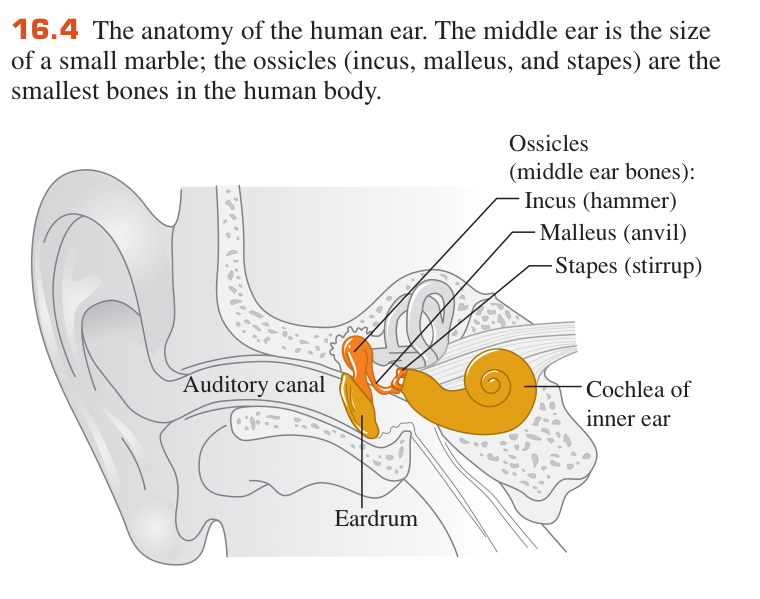 16.4 The anatomy of the human ear. The middle ear is the size
of a small marble; the ossicles (incus, malleus, and stapes) are the
smallest bones in the human body.
Ossicles
(middle ear bones):
Incus (hammer)
Malleus (anvil)
Stapes (stirrup)
Auditory canal
Cochlea of
inner ear
Eardrum